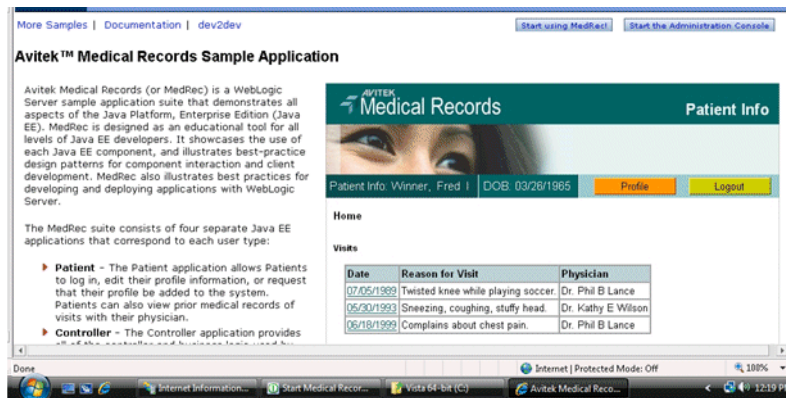 More Samples | Documentation | dev2dev
Start using MedRec!
Start the Administration Console
Avitek™ Medical Records Sample Application
Avitek Medical Records (or MedRec) is a WebLogic
Server sample application suite that demonstrates all
aspects of the Java Platform, Enterprise Edition (Java
EE). MedRec is designed as an educational tool for all
levels of Java EE developers. It showcases the use of
each Java EE component, and illustrates best-practice
design patterns for component interaction and client
development. MedRec also illustrates best practices for
developing and deploying applications with WebLogic
Server.
The MedRec suite consists of four separate Java EE
applications that correspond to each user type:
Patient - The Patient application allows Patients
to log in, edit their profile information, or request
that their profile be added to the system.
Patients can also view prior medical records of
visits with their physician.
Controller - The Controller application provides
AVITEK
Medical Records
Patient Info
Patient Info: Winner, Fred I
DOB: 03/26/1965
Profile
Logout
Home
Visits
Date Reason for Visit Physician
07/05/1989 Twisted knee while playing soccer. Dr. Phil B Lance
05/30/1993 Sneezing, coughing, stuffy head. Dr. Kathy E Wilson
06/18/1999 Complains about chest pain. Dr. Phil B Lance
Done
Internet | Protected Mode: Off
100%
Internet Information...
Start Medical Recor...
Vista 64-bit (C:)
Avitek Medical Reco...
12:19 P